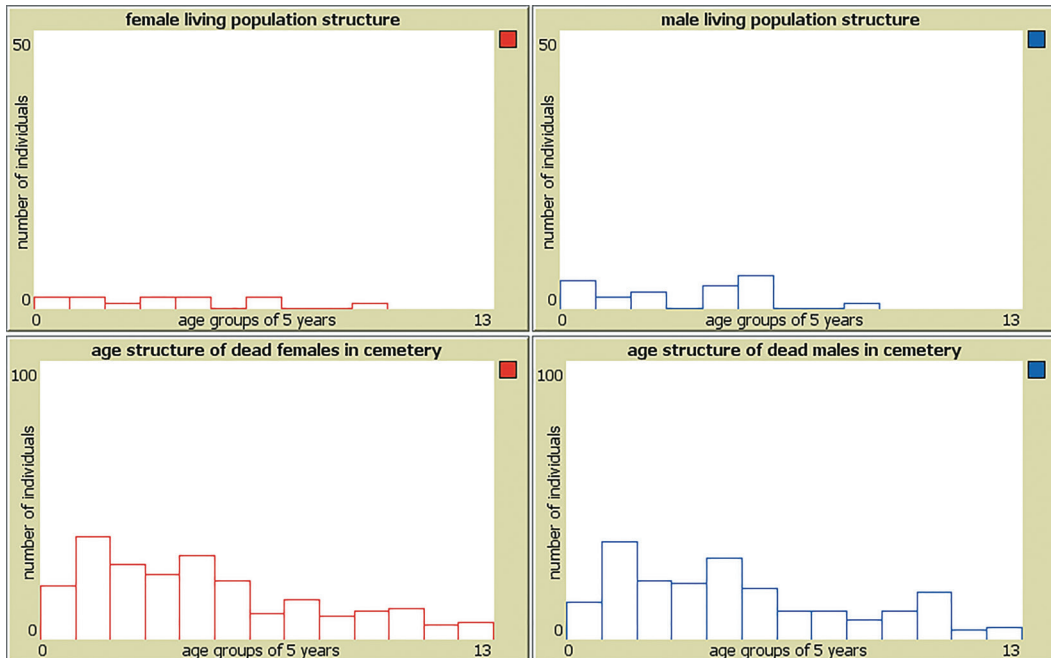 female living population structure
50
number of individuals
0
0 age groups of 5 years 13
male living population structure
50
number of individuals
0
0 age groups of 5 years 13
age structure of dead females in cemetery
100
number of individuals
0
0 age groups of 5 years 13
age structure of dead males in cemetery
100
number of individuals
0
0 age groups of 5 years 13